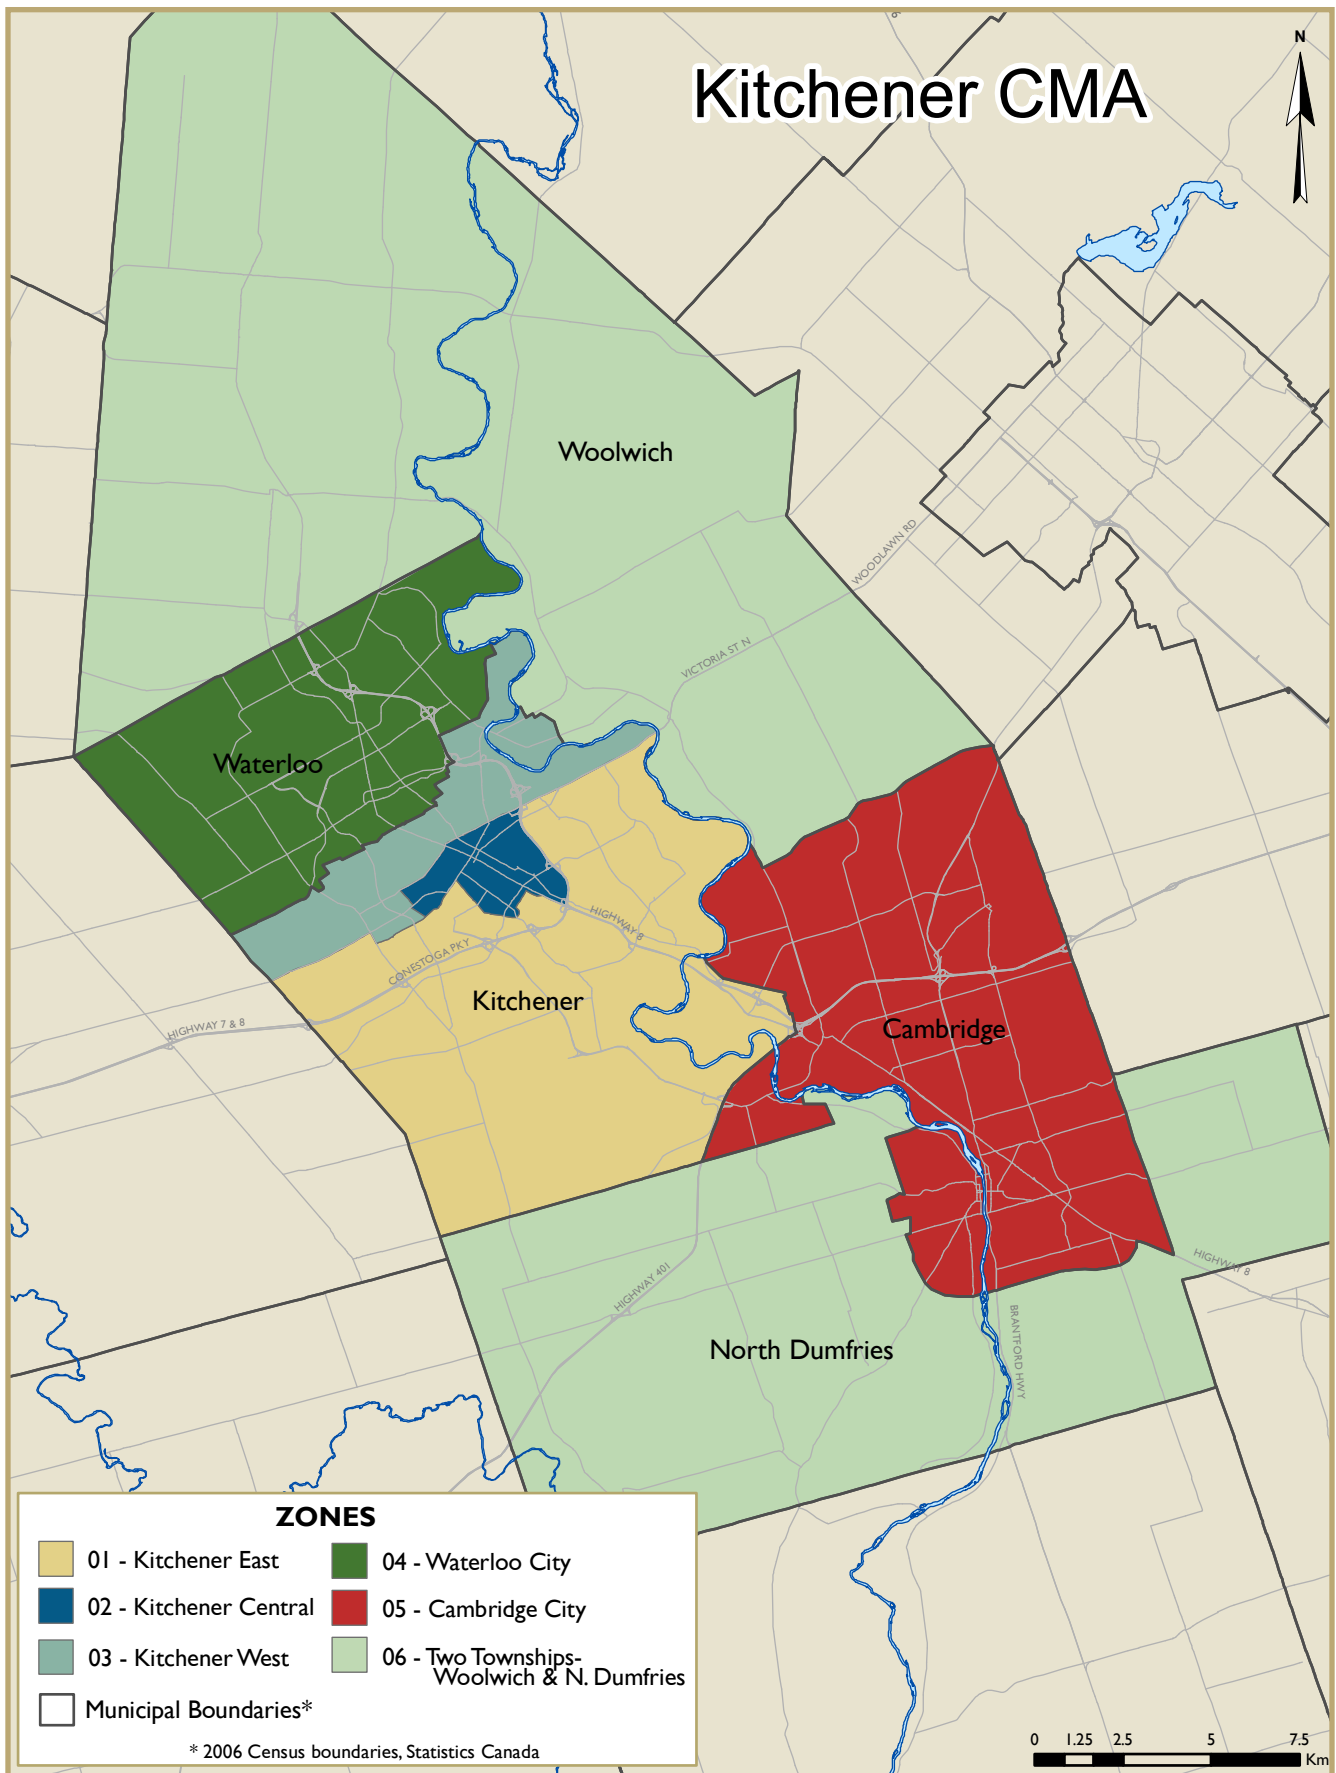 Kitchener CMA
N
6
Woolwich
WOODLAWN RD
VICTORIA ST N
Waterloo
HIGHWAY 8
CONESTOGA PKY
Kitchener
HIGHWAY 7 & 8
Cambridge
HIGHWAY 8
HIGHWAY 401
BRANTFORD HWY
North Dumfries
ZONES
01 - Kitchener East
02 - Kitchener Central
03 - Kitchener West
04 - Waterloo City
05 - Cambridge City
06 - Two Townships-
Woolwich & N. Dumfries
Municipal Boundaries*
* 2006 Census boundaries, Statistics Canada
0 1.25 2.5 5 7.5
Km